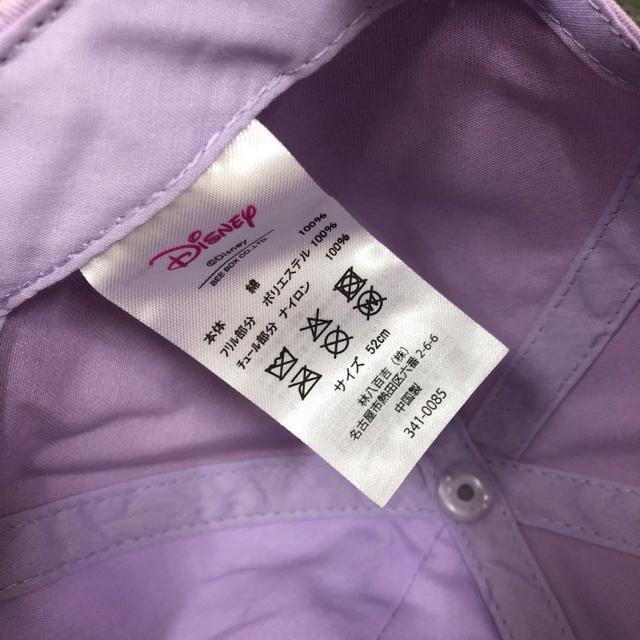 Disney
©Disney
BEE BOX CO.,LTD.
本体 綿 100%
フリル部分 ポリエステル 100%
チュール部分 ナイロン 100%
サイズ 52cm
林八百吉(株)
名古屋市熱田区六番2-6-6
中国製
341-0085